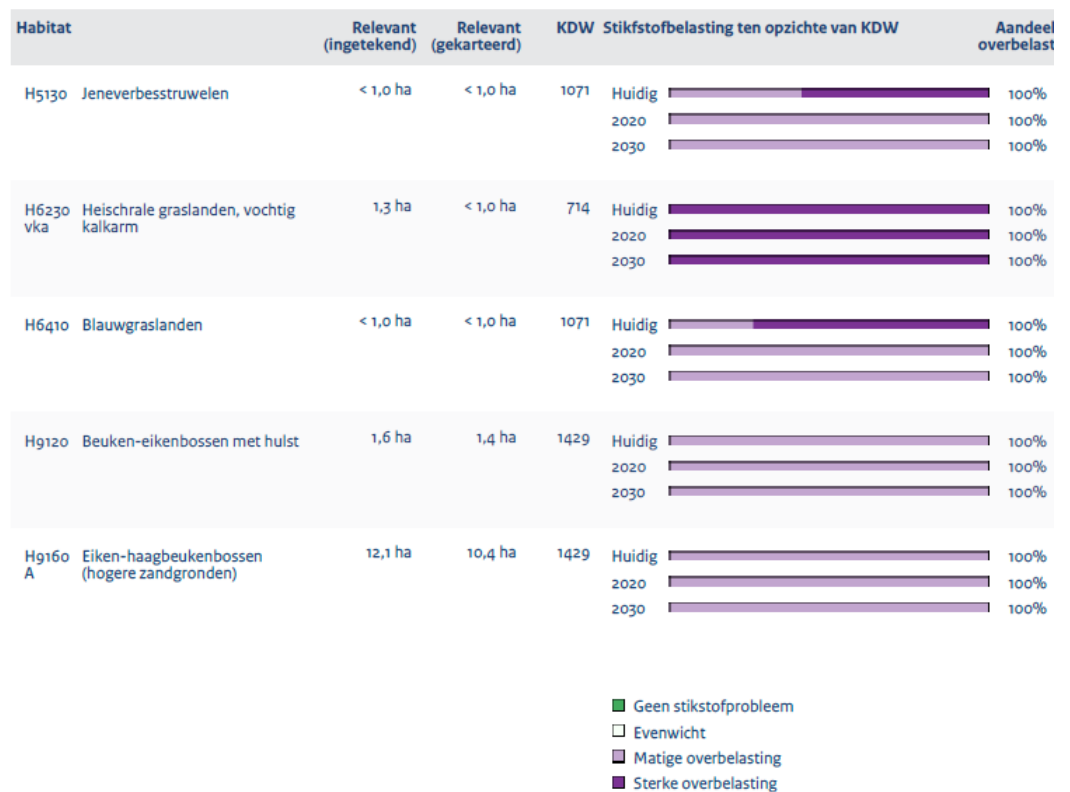 Habitat Relevant Relevant KDW Stikfstofbelasting ten opzichte van KDW Aandeel
(ingetekend) (gekarteerd) overbelast
H5130 Jeneverbesstruwelen < 1,0 ha < 1,0 ha 1071 Huidig 100%
2020 100%
2030 100%
H6230 Heischrale graslanden, vochtig 1,3 ha < 1,0 ha 714 Huidig 100%
vka kalkarm
2020 100%
2030 100%
H6410 Blauwgraslanden < 1,0 ha < 1,0 ha 1071 Huidig 100%
2020 100%
2030 100%
H9120 Beuken-eikenbossen met hulst 1,6 ha 1,4 ha 1429 Huidig 100%
2020 100%
2030 100%
H9160 Eiken-haagbeukenbossen 12,1 ha 10,4 ha 1429 Huidig 100%
A (hogere zandgronden)
2020 100%
2030 100%
Geen stikstofprobleem
Evenwicht
Matige overbelasting
Sterke overbelasting